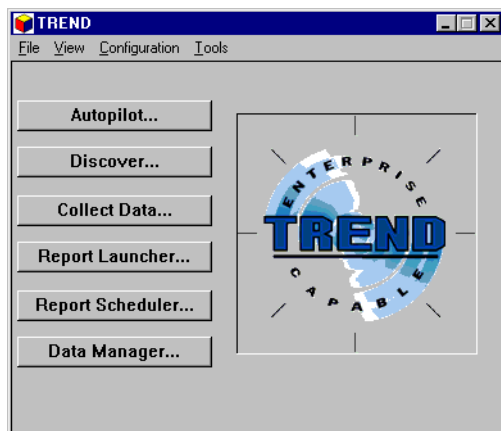 TREND
File View Configuration Tools
Autopilot...
Discover...
Collect Data...
Report Launcher...
Report Scheduler...
Data Manager...
ENTERPRISE
TREND
CAPABLE